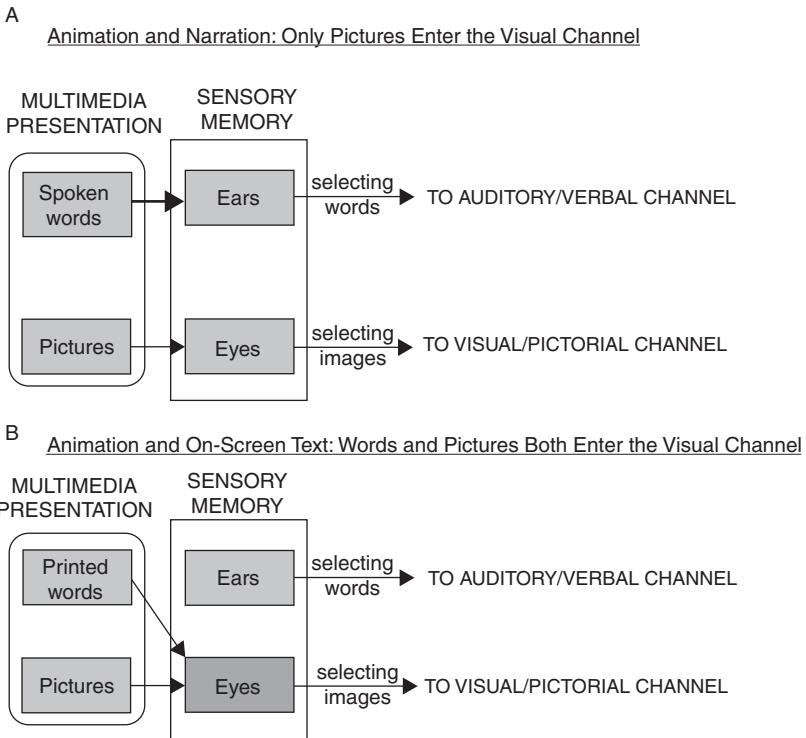 A
Animation and Narration: Only Pictures Enter the Visual Channel
MULTIMEDIA
PRESENTATION
SENSORY
MEMORY
Spoken
words
Ears
selecting
words
TO AUDITORY/VERBAL CHANNEL
Pictures
Eyes
selecting
images
TO VISUAL/PICTORIAL CHANNEL
B
Animation and On-Screen Text: Words and Pictures Both Enter the Visual Channel
MULTIMEDIA
PRESENTATION
SENSORY
MEMORY
Printed
words
Ears
selecting
words
TO AUDITORY/VERBAL CHANNEL
Pictures
Eyes
selecting
images
TO VISUAL/PICTORIAL CHANNEL